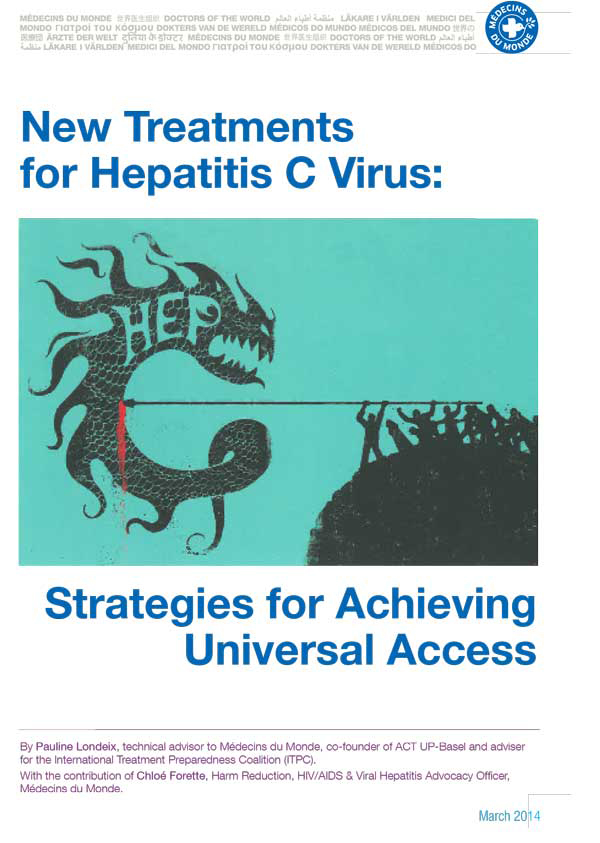 MÉDECINS DU MONDE 世界医生组织 DOCTORS OF THE WORLD منظمة أطباء العالم LÄKARE I VÄRLDEN MEDICI DEL
MONDO Γιατροί του Κόσμου DOKTERS VAN DE WERELD MÉDICOS DO MUNDO MÉDICOS DEL MUNDO 世界の
医療団 ÄRZTE DER WELT दुनिया के डॉक्टर MÉDECINS DU MONDE 世界医生组织 DOCTORS OF THE WORLD أطباء العالم
منظمة LÄKARE I VÄRLDEN MEDICI DEL MONDO Γιατροί του Κόσμου DOKTERS VAN DE WERELD MÉDICOS DO
MÉDECINS DU MONDE
New Treatments
for Hepatitis C Virus:
HEP
Strategies for Achieving
Universal Access
By Pauline Londeix, technical advisor to Médecins du Monde, co-founder of ACT UP-Basel and adviser
for the International Treatment Preparedness Coalition (ITPC).
With the contribution of Chloé Forette, Harm Reduction, HIV/AIDS & Viral Hepatitis Advocacy Officer,
Médecins du Monde.
March 2014